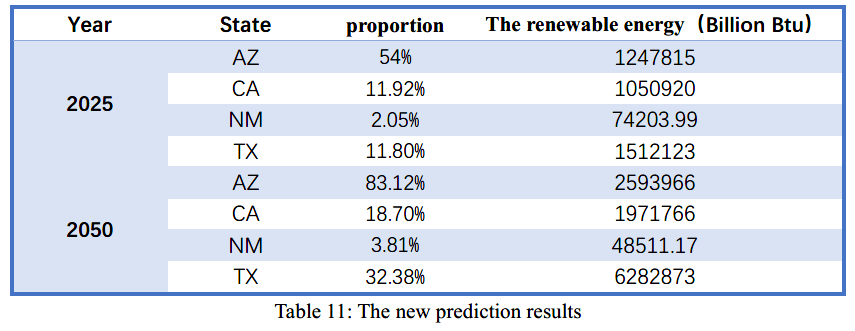 Year State proportion The renewable energy（Billion Btu）
2025 AZ 54% 1247815
CA 11.92% 1050920
NM 2.05% 74203.99
TX 11.80% 1512123
2050 AZ 83.12% 2593966
CA 18.70% 1971766
NM 3.81% 48511.17
TX 32.38% 6282873
Table 11: The new prediction results